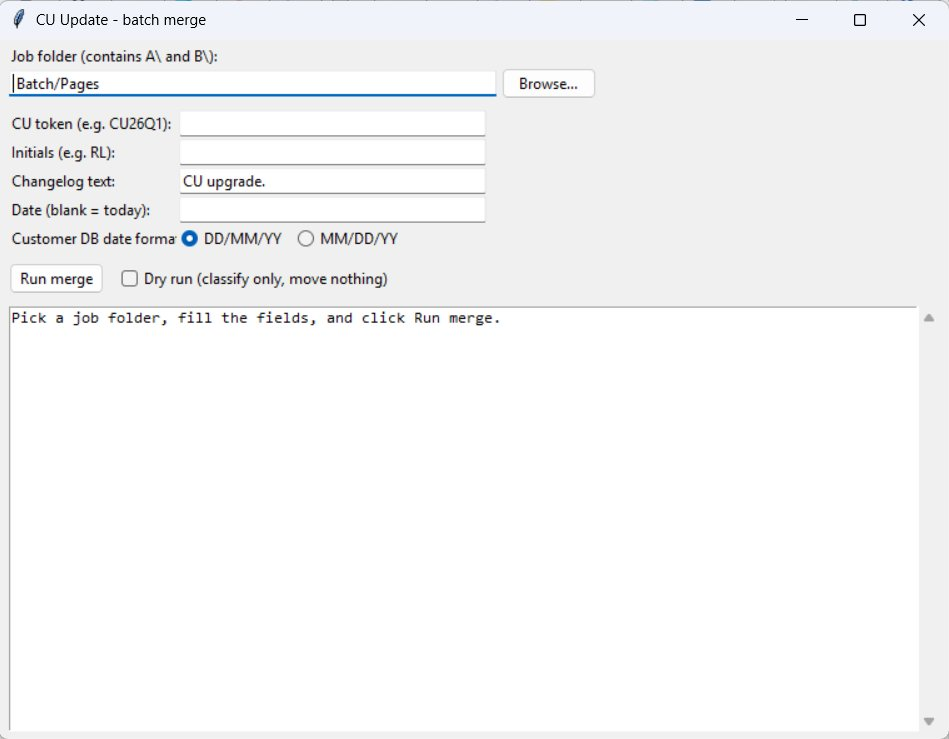 CU Update - batch merge
Job folder (contains A\ and B\):
Batch/Pages Browse...
CU token (e.g. CU26Q1):
Initials (e.g. RL):
Changelog text: CU upgrade.
Date (blank = today):
Customer DB date forma DD/MM/YY MM/DD/YY
Run merge Dry run (classify only, move nothing)
Pick a job folder, fill the fields, and click Run merge.